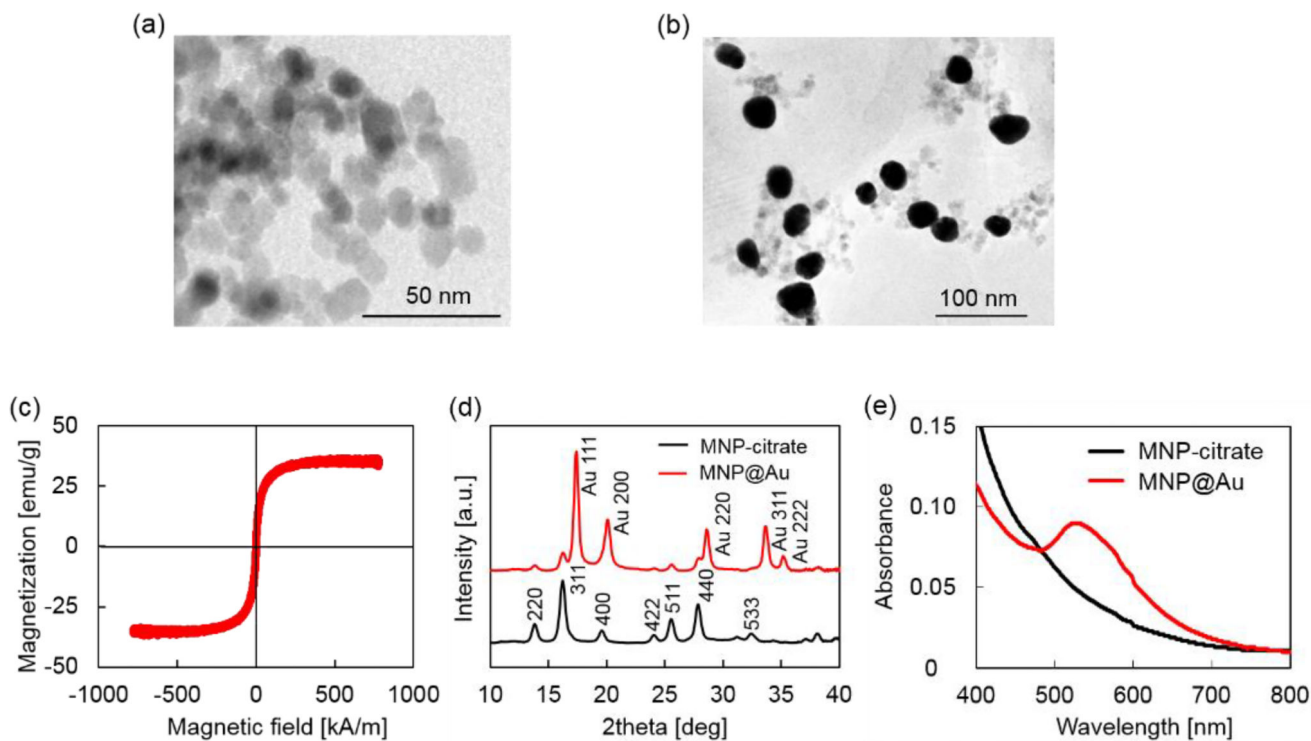 (a)
50 nm
(b)
100 nm
(c)
Magnetization [emu/g]
50
25
0
-25
-50
-1000 -500 0 500 1000
Magnetic field [kA/m]
(d)
Intensity [a.u.]
MNP-citrate
MNP@Au
Au 111
Au 200
Au 220
Au 311
Au 222
220
311
400
422
511
440
533
10 15 20 25 30 35 40
2theta [deg]
(e)
Absorbance
0.15
0.10
0.05
0
MNP-citrate
MNP@Au
400 500 600 700 800
Wavelength [nm]